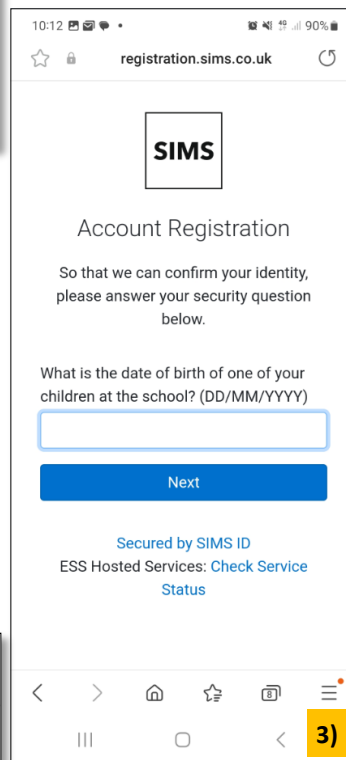 10:12
90%
registration.sims.co.uk
SIMS
Account Registration
So that we can confirm your identity,
please answer your security question
below.
What is the date of birth of one of your
children at the school? (DD/MM/YYYY)
Next
Secured by SIMS ID
ESS Hosted Services: Check Service
Status
8
3)